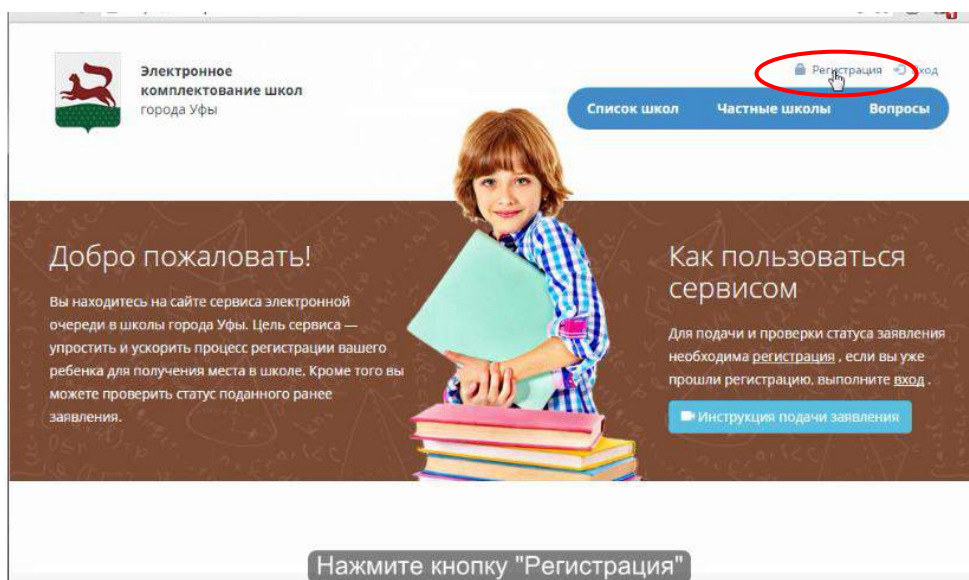 Электронное
комплектование школ
города Уфы
Регистрация
Вход
Список школ Частные школы Вопросы
Добро пожаловать!
Вы находитесь на сайте сервиса электронной
очереди в школы города Уфы. Цель сервиса —
упростить и ускорить процесс регистрации вашего
ребенка для получения места в школе. Кроме того вы
можете проверить статус поданного ранее
заявления.
Как пользоваться
сервисом
Для подачи и проверки статуса заявления
необходима регистрация , если вы уже
прошли регистрацию, выполните вход .
Инструкция подачи заявления
Нажмите кнопку "Регистрация"